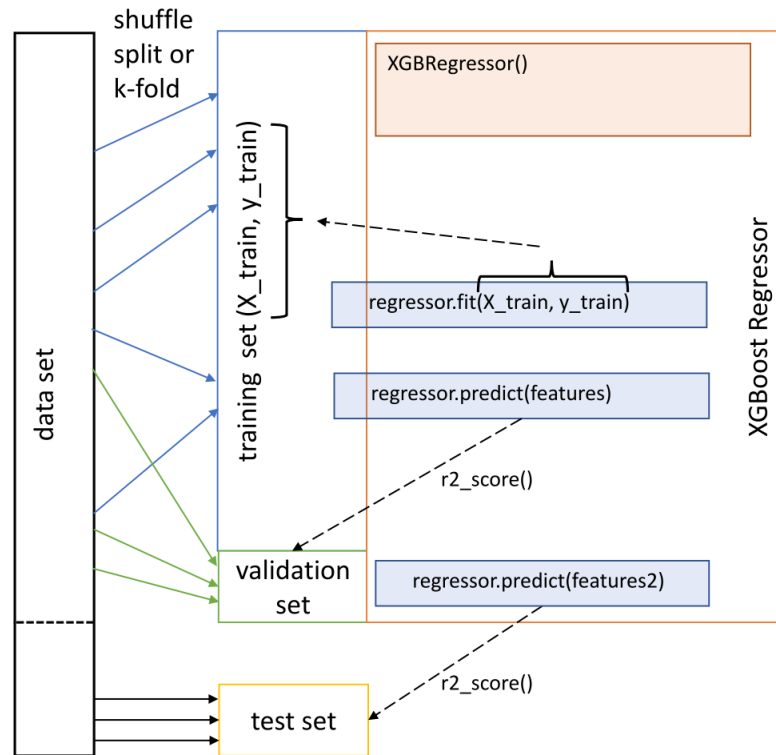 shuffle
split or
k-fold
data set
training set (X_train, y_train)
XGBRegressor()
regressor.fit(X_train, y_train)
regressor.predict(features)
r2_score()
validation
set
regressor.predict(features2)
r2_score()
test set
XGBoost Regressor